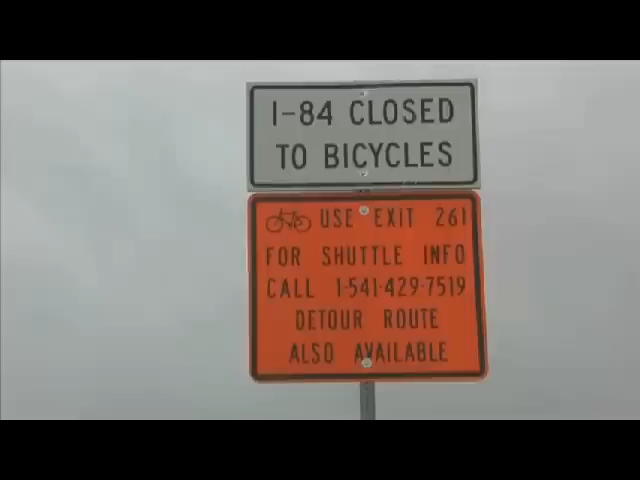 I-84 CLOSED
TO BICYCLES
USE EXIT 261
FOR SHUTTLE INFO
CALL 1-541-429-7519
DETOUR ROUTE
ALSO AVAILABLE